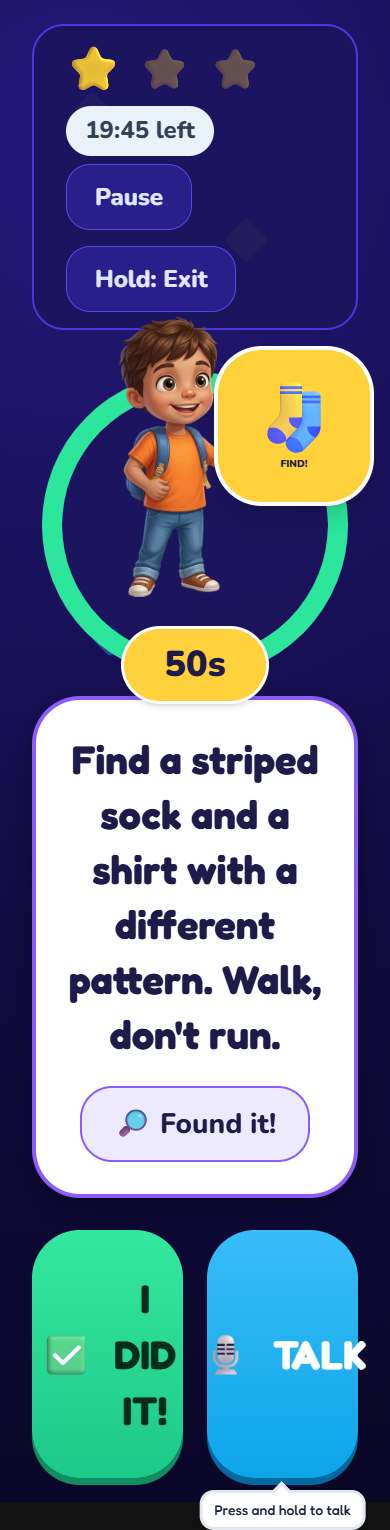 19:45 left
Pause
Hold: Exit
FIND!
50s
Find a striped
sock and a
shirt with a
different
pattern. Walk,
don't run.
Found it!
I
DID
IT!
TALK
Press and hold to talk